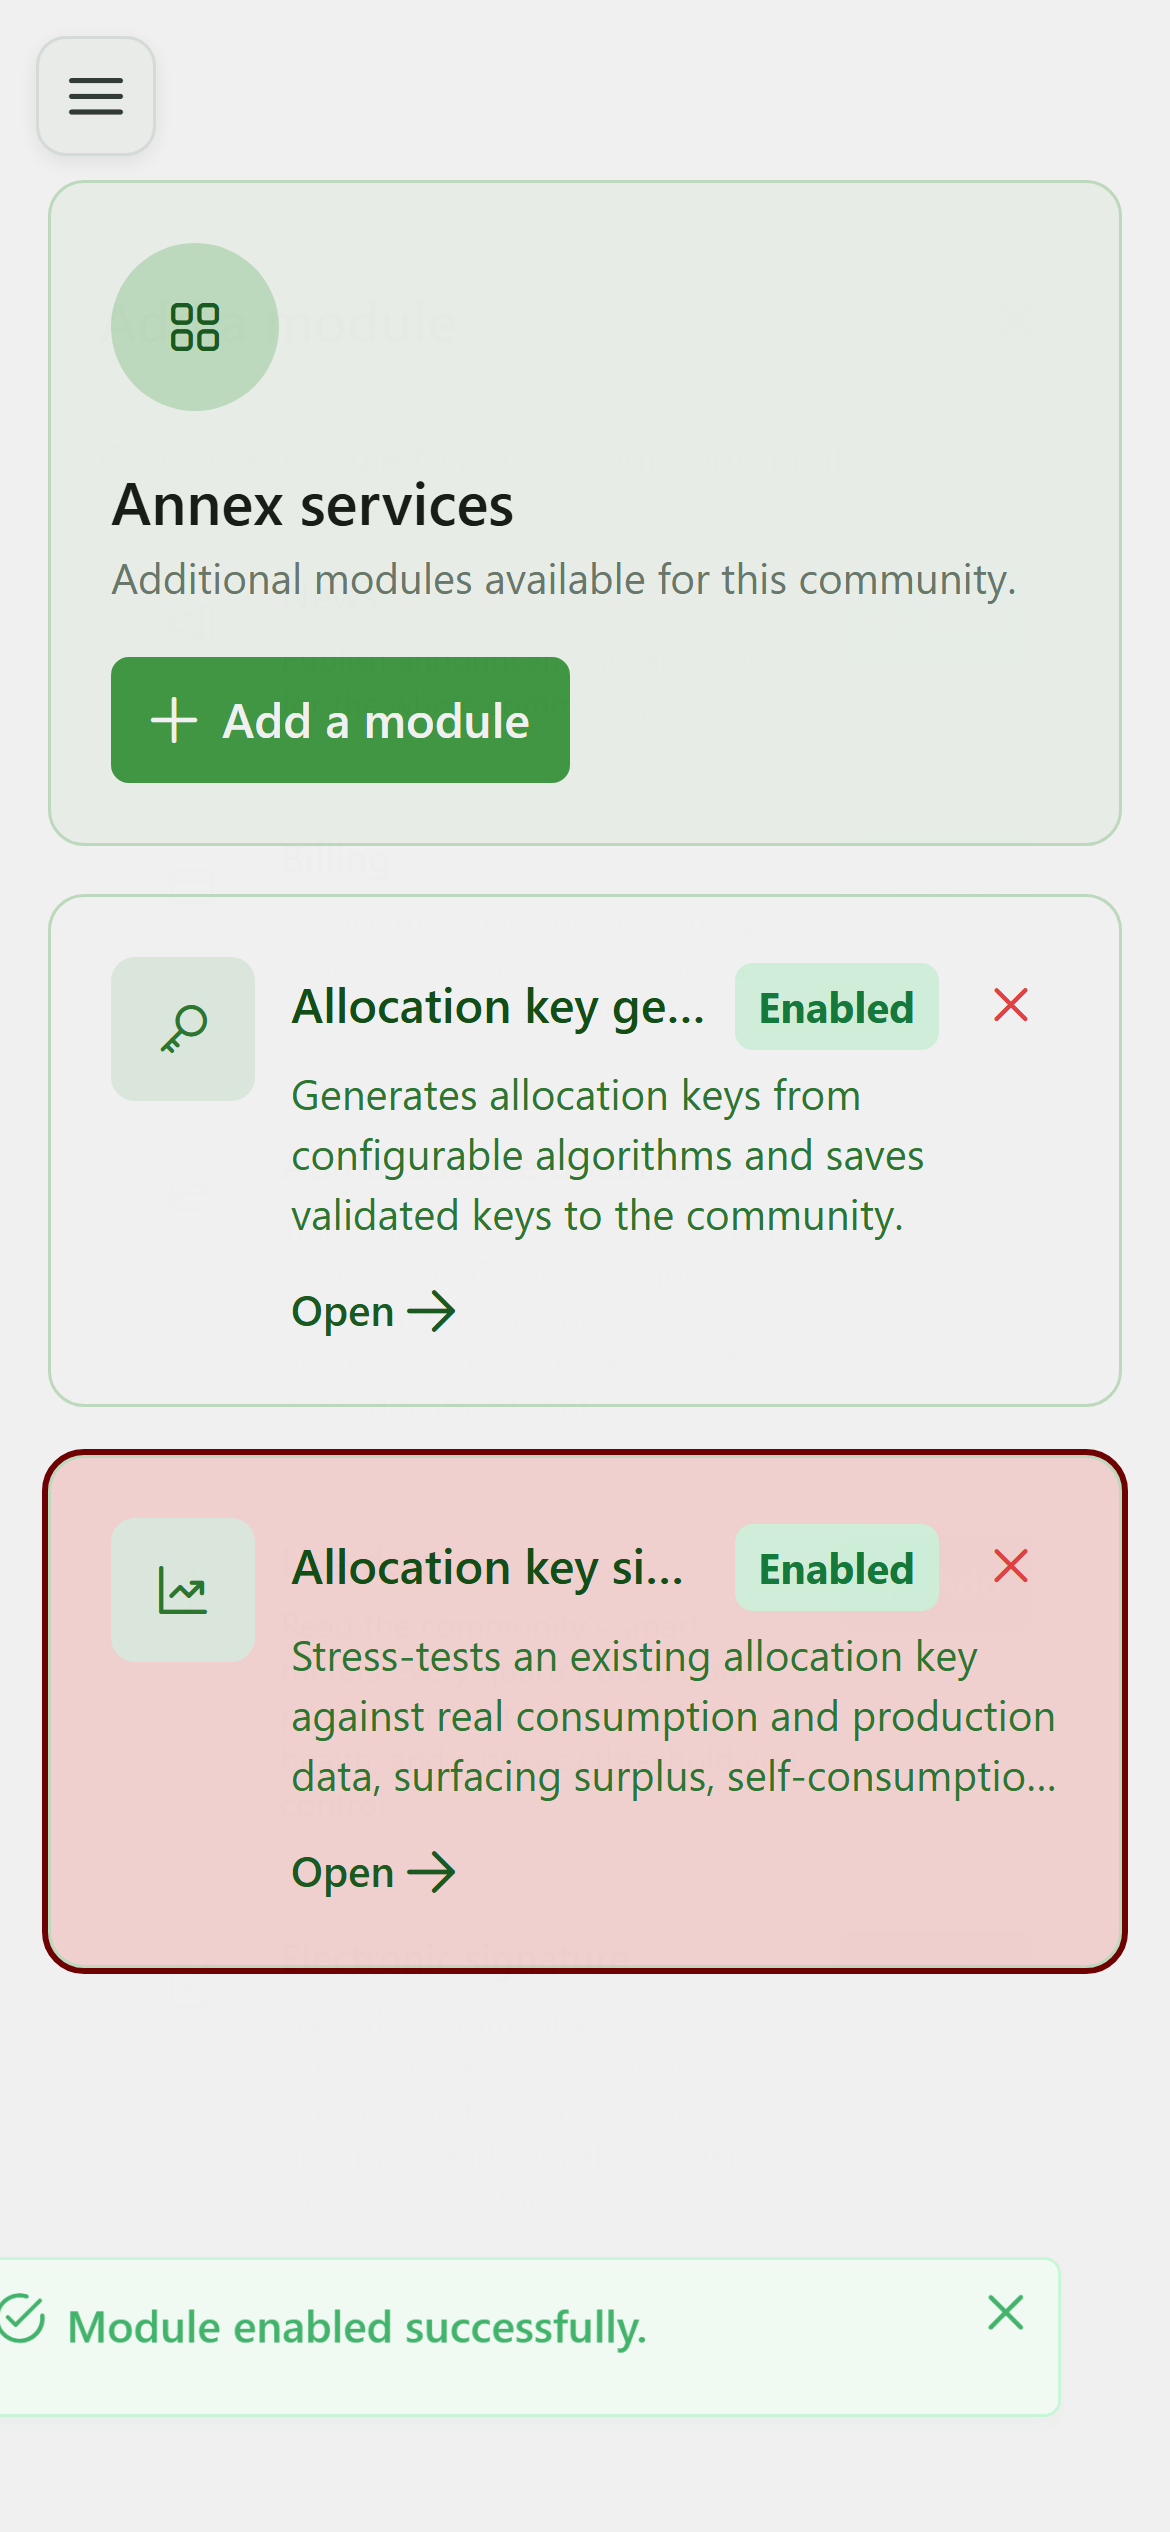 Annex services
Additional modules available for this community.
Add a module
Allocation key ge...
Enabled
Generates allocation keys from
configurable algorithms and saves
validated keys to the community.
Open
Allocation key si...
Enabled
Stress-tests an existing allocation key
against real consumption and production
data, surfacing surplus, self-consumptio...
Open
Module enabled successfully.